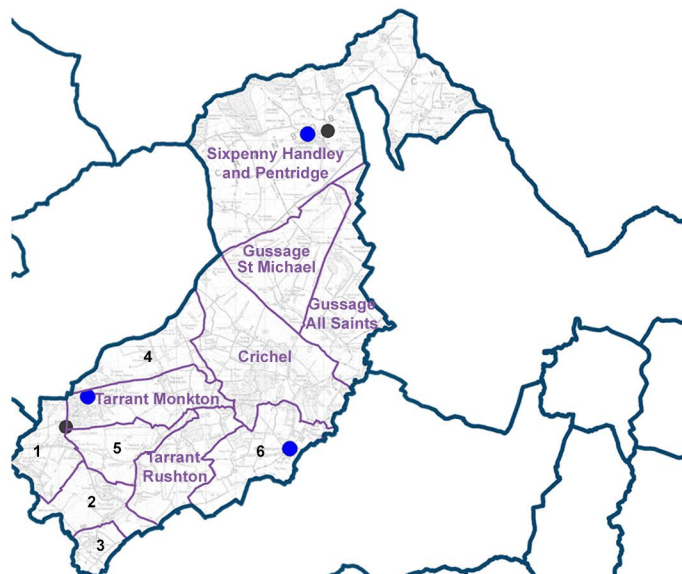 Sixpenny Handley
and Pentridge
Gussage
St Michael
Gussage
All Saints
Crichel
4
Tarrant Monkton
1
5
6
Tarrant
Rushton
2
3